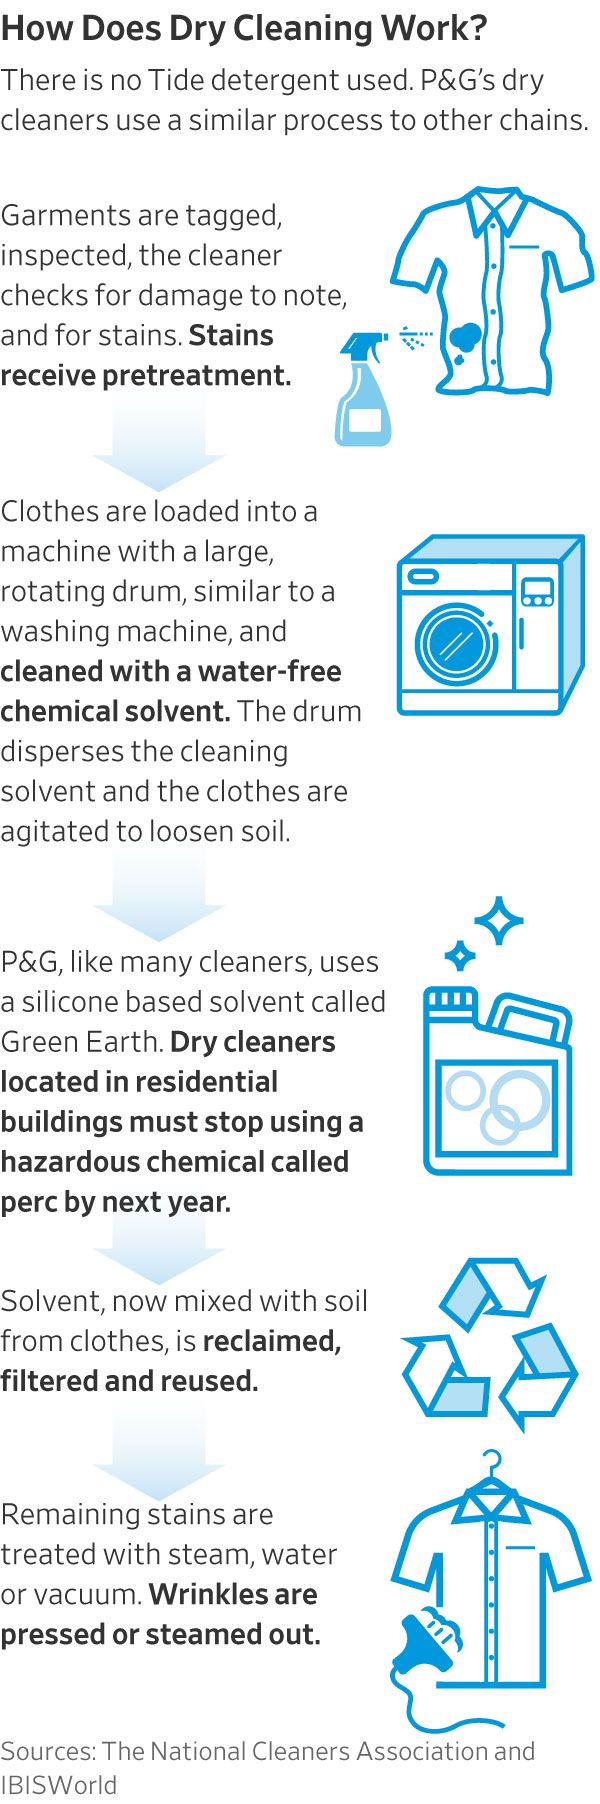 How Does Dry Cleaning Work?
There is no Tide detergent used. P&G’s dry
cleaners use a similar process to other chains.
Garments are tagged,
inspected, the cleaner
checks for damage to note,
and for stains. Stains
receive pretreatment.
Clothes are loaded into a
machine with a large,
rotating drum, similar to a
washing machine, and
cleaned with a water-free
chemical solvent. The drum
disperses the cleaning
solvent and the clothes are
agitated to loosen soil.
P&G, like many cleaners, uses
a silicone based solvent called
Green Earth. Dry cleaners
located in residential
buildings must stop using a
hazardous chemical called
perc by next year.
Solvent, now mixed with soil
from clothes, is reclaimed,
filtered and reused.
Remaining stains are
treated with steam, water
or vacuum. Wrinkles are
pressed or steamed out.
Sources: The National Cleaners Association and
IBISWorld